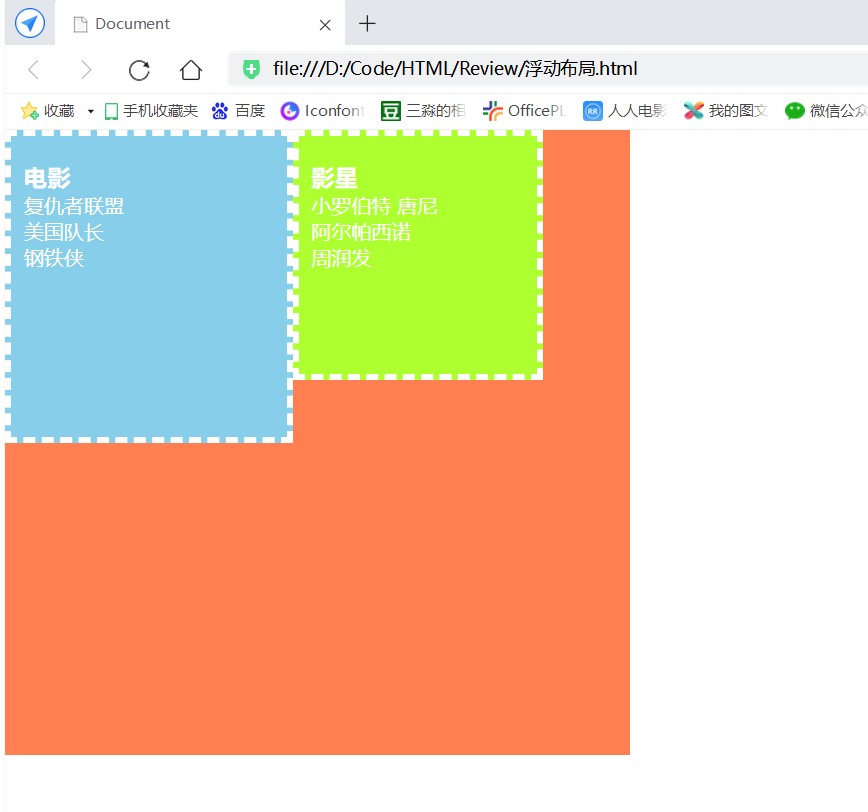 Document
file:///D:/Code/HTML/Review/浮动布局.html
收藏 手机收藏夹 百度 Iconfont 三淼的相 OfficePL 人人电影 我的图文 微信公众
电影
复仇者联盟
美国队长
钢铁侠
影星
小罗伯特 唐尼
阿尔帕西诺
周润发